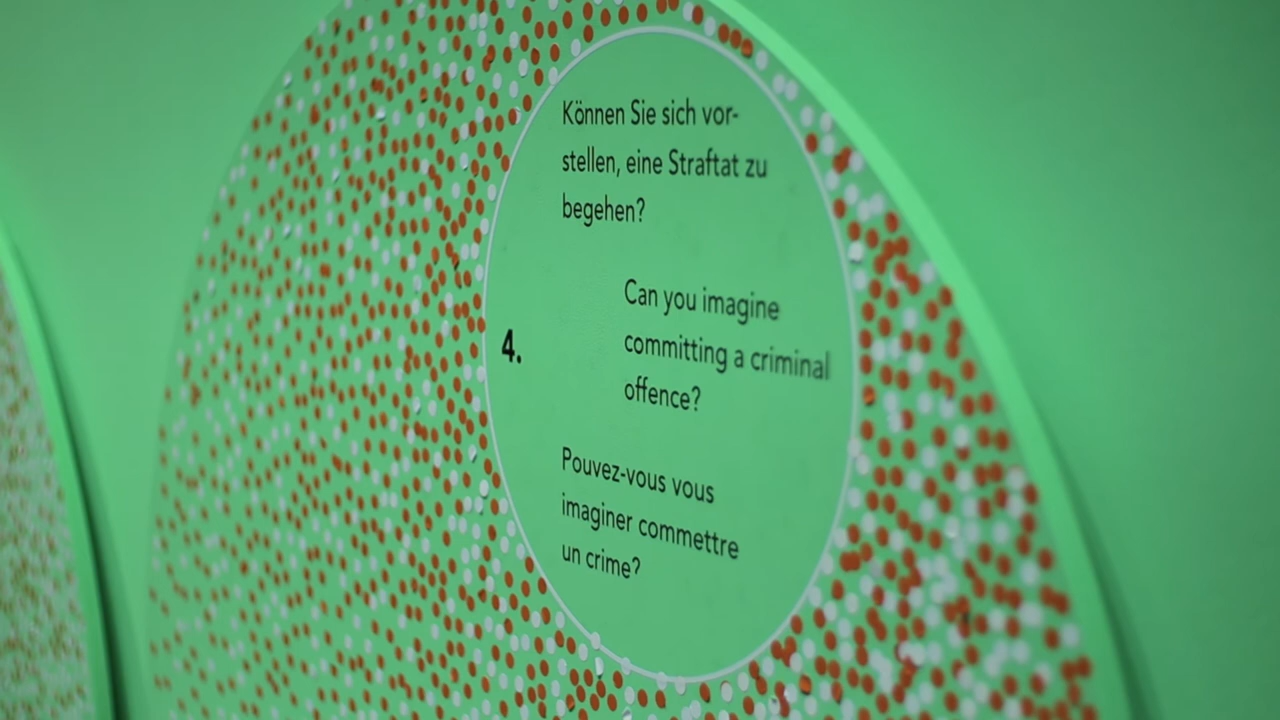 Können Sie sich vor-
stellen, eine Straftat zu
begehen?
4.
Can you imagine
committing a criminal
offence?
Pouvez-vous vous
imaginer commettre
un crime?